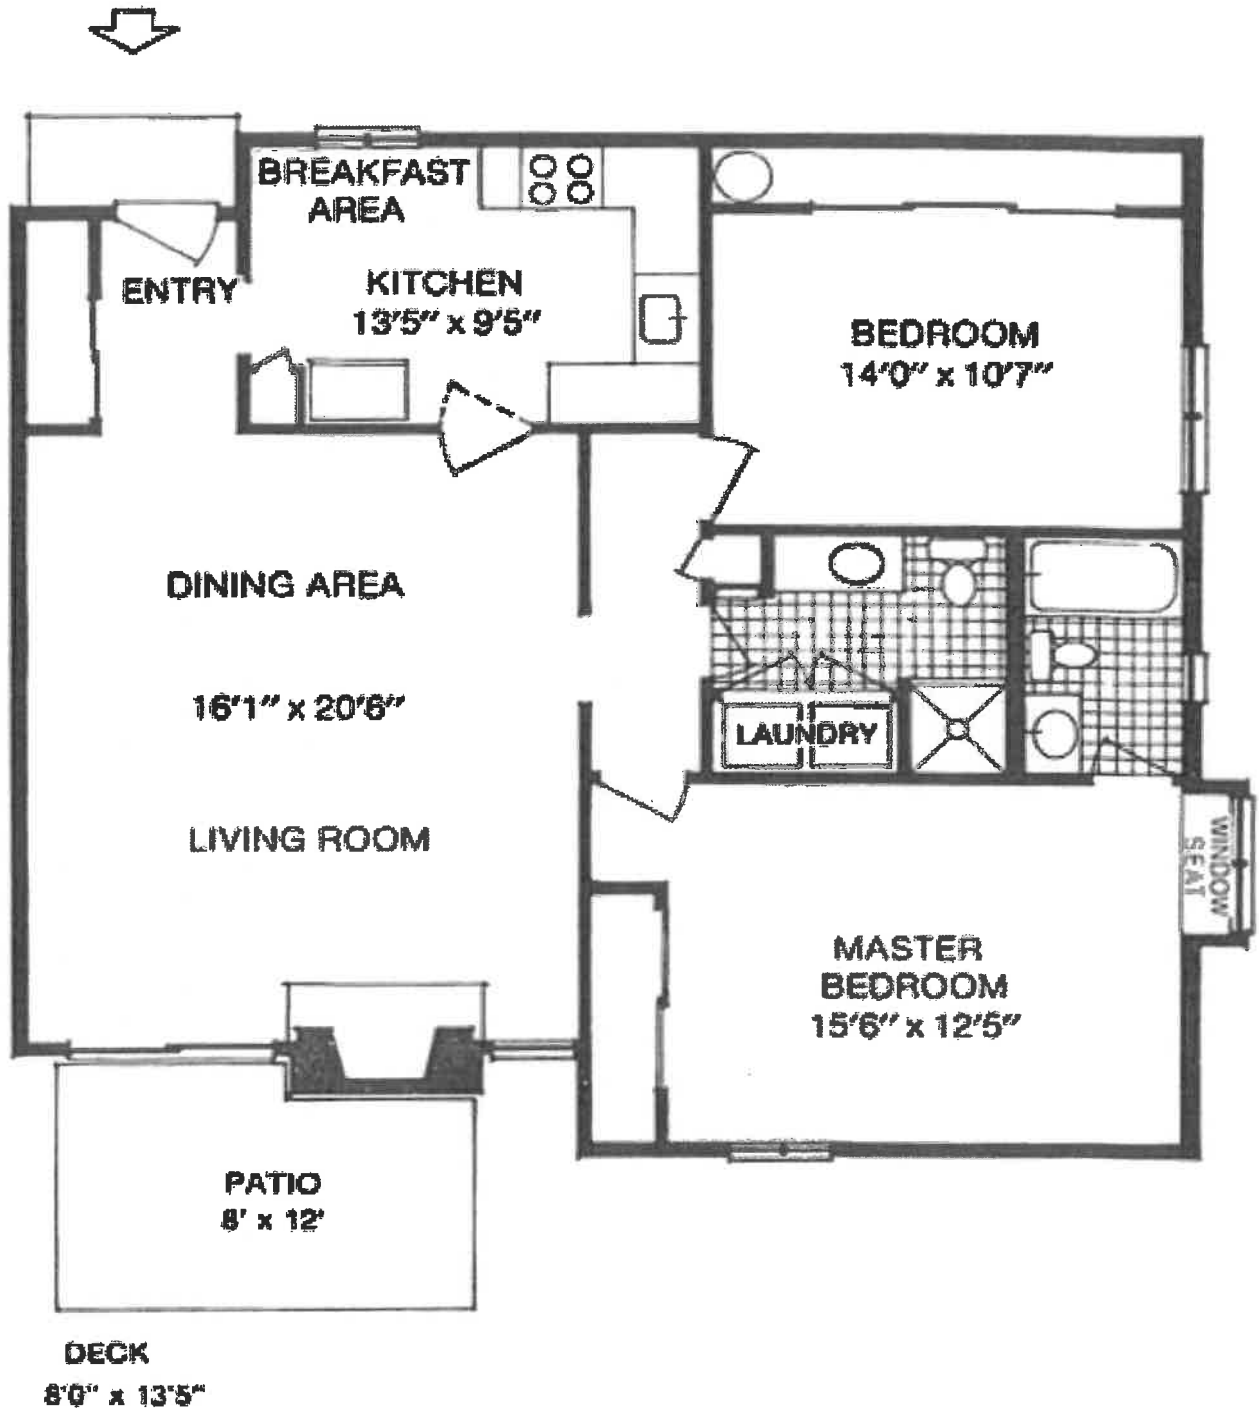 BREAKFAST
AREA
ENTRY
KITCHEN
13'5" x 9'5"
BEDROOM
14'0" x 10'7"
DINING AREA
16'1" x 20'6"
LAUNDRY
LIVING ROOM
WINDOW
SEAT
MASTER
BEDROOM
15'6" x 12'5"
PATIO
8' x 12'
DECK
8'0" x 13'5"